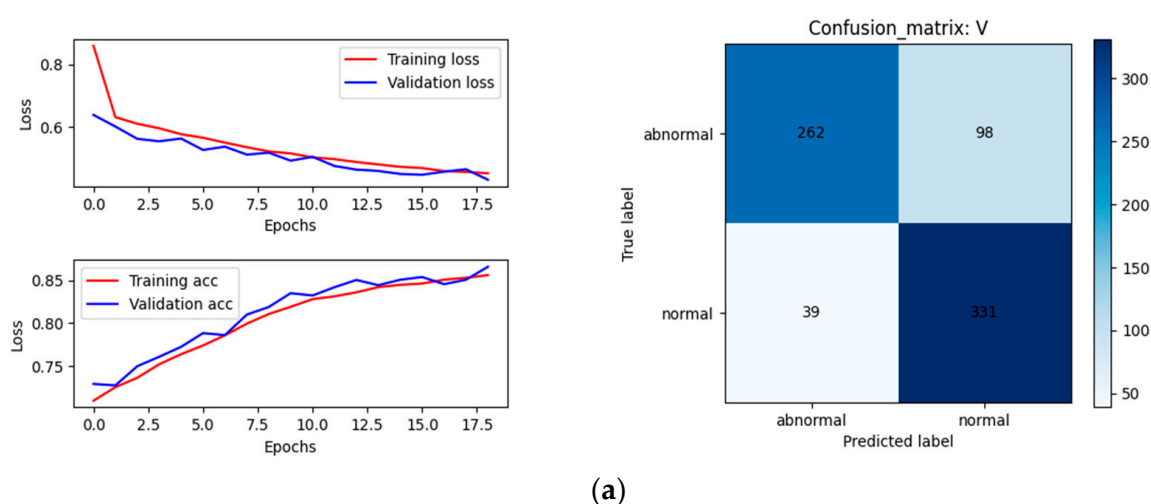 Training loss
Validation loss
0.8
0.6
Loss
0.0 2.5 5.0 7.5 10.0 12.5 15.0 17.5
Epochs
Training acc
Validation acc
0.85
0.80
0.75
Loss
0.0 2.5 5.0 7.5 10.0 12.5 15.0 17.5
Epochs
Confusion_matrix: V
abnormal 262 98
normal 39 331
True label
abnormal normal
Predicted label
300
250
200
150
100
50
(a)